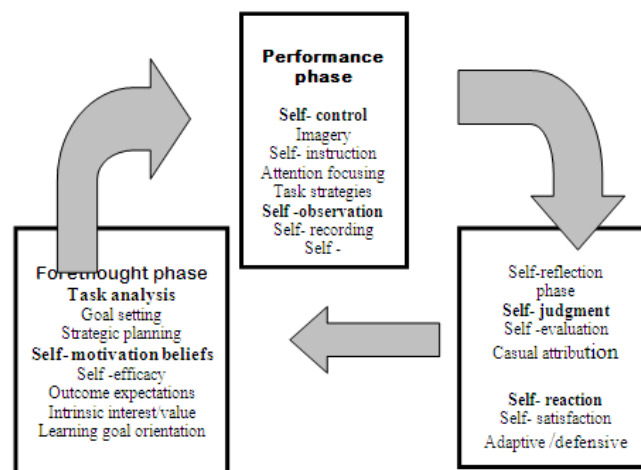 Performance
phase
Self- control
Imagery
Self- instruction
Attention focusing
Task strategies
Self -observation
Self- recording
Self -
Forethought phase
Task analysis
Goal setting
Strategic planning
Self- motivation beliefs
Self -efficacy
Outcome expectations
Intrinsic interest/value
Learning goal orientation
Self-reflection
phase
Self- judgment
Self -evaluation
Casual attribution
Self- reaction
Self- satisfaction
Adaptive /defensive